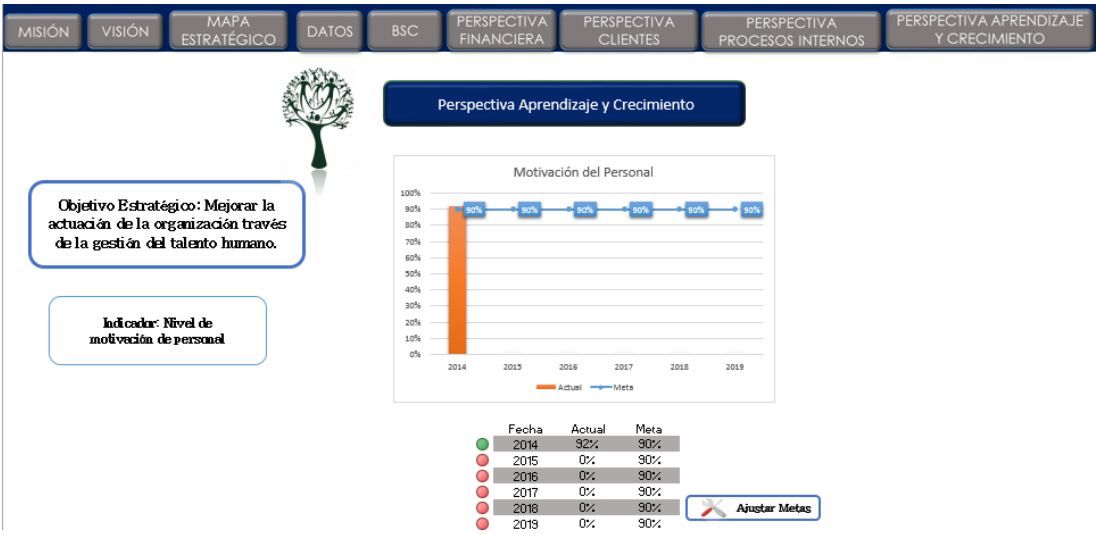 MISIÓN
VISIÓN
MAPA
ESTRATÉGICO
DATOS
BSC
PERSPECTIVA
FINANCIERA
PERSPECTIVA
CLIENTES
PERSPECTIVA
PROCESOS INTERNOS
PERSPECTIVA APRENDIZAJE
Y CRECIMIENTO
Perspectiva Aprendizaje y Crecimiento
Objetivo Estratégico: Mejorar la
actuación de la organización través
de la gestión del talento humano.
Indicador: Nivel de
motivación de personal
Motivación del Personal
100%
90%
80%
70%
60%
50%
40%
30%
20%
10%
0%
90% 90% 90% 90% 90% 90%
2014 2015 2016 2017 2018 2019
Actual Meta
Fecha Actual Meta
2014 92% 90%
2015 0% 90%
2016 0% 90%
2017 0% 90%
2018 0% 90%
2019 0% 90%
Ajustar Metas